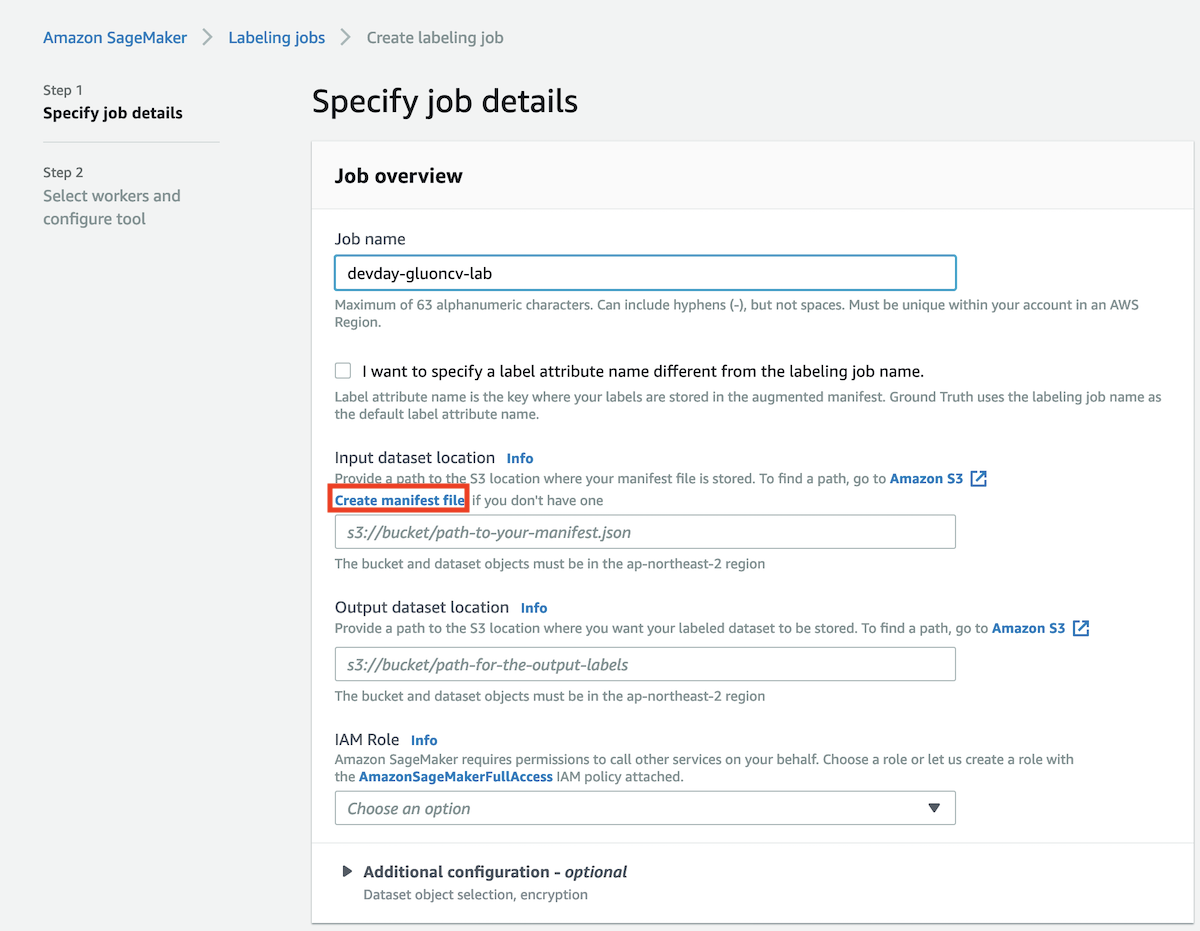 Amazon SageMaker > Labeling jobs > Create labeling job
Step 1
Specify job details
Step 2
Select workers and
configure tool
Specify job details
Job overview
Job name
devday-gluoncv-lab
Maximum of 63 alphanumeric characters. Can include hyphens (-), but not spaces. Must be unique within your account in an AWS
Region.
I want to specify a label attribute name different from the labeling job name.
Label attribute name is the key where your labels are stored in the augmented manifest. Ground Truth uses the labeling job name as
the default label attribute name.
Input dataset location Info
Provide a path to the S3 location where your manifest file is stored. To find a path, go to Amazon S3
Create manifest file if you don't have one
s3://bucket/path-to-your-manifest.json
The bucket and dataset objects must be in the ap-northeast-2 region
Output dataset location Info
Provide a path to the S3 location where you want your labeled dataset to be stored. To find a path, go to Amazon S3
s3://bucket/path-for-the-output-labels
The bucket and dataset objects must be in the ap-northeast-2 region
IAM Role Info
Amazon SageMaker requires permissions to call other services on your behalf. Choose a role or let us create a role with
the AmazonSageMakerFullAccess IAM policy attached.
Choose an option
Additional configuration - optional
Dataset object selection, encryption